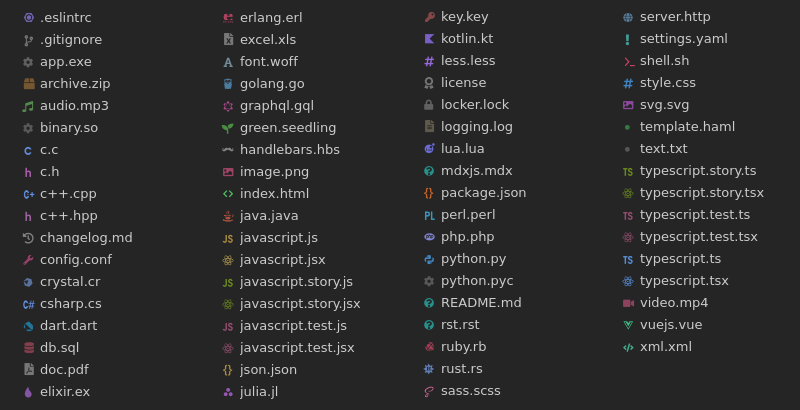 .eslintrc
.gitignore
app.exe
archive.zip
audio.mp3
binary.so
c.c
c.h
c++.cpp
c++.hpp
changelog.md
config.conf
crystal.cr
csharp.cs
dart.dart
db.sql
doc.pdf
elixir.ex
erlang.erl
excel.xls
font.woff
golang.go
graphql.gql
green.seedling
handlebars.hbs
image.png
index.html
java.java
javascript.js
javascript.jsx
javascript.story.js
javascript.story.jsx
javascript.test.js
javascript.test.jsx
json.json
julia.jl
key.key
kotlin.kt
less.less
license
locker.lock
logging.log
lua.lua
mdxjs.mdx
package.json
perl.perl
php.php
python.py
python.pyc
README.md
rst.rst
ruby.rb
rust.rs
sass.scss
server.http
settings.yaml
shell.sh
style.css
svg.svg
template.haml
text.txt
typescript.story.ts
typescript.story.tsx
typescript.test.ts
typescript.test.tsx
typescript.ts
typescript.tsx
video.mp4
vuejs.vue
xml.xml